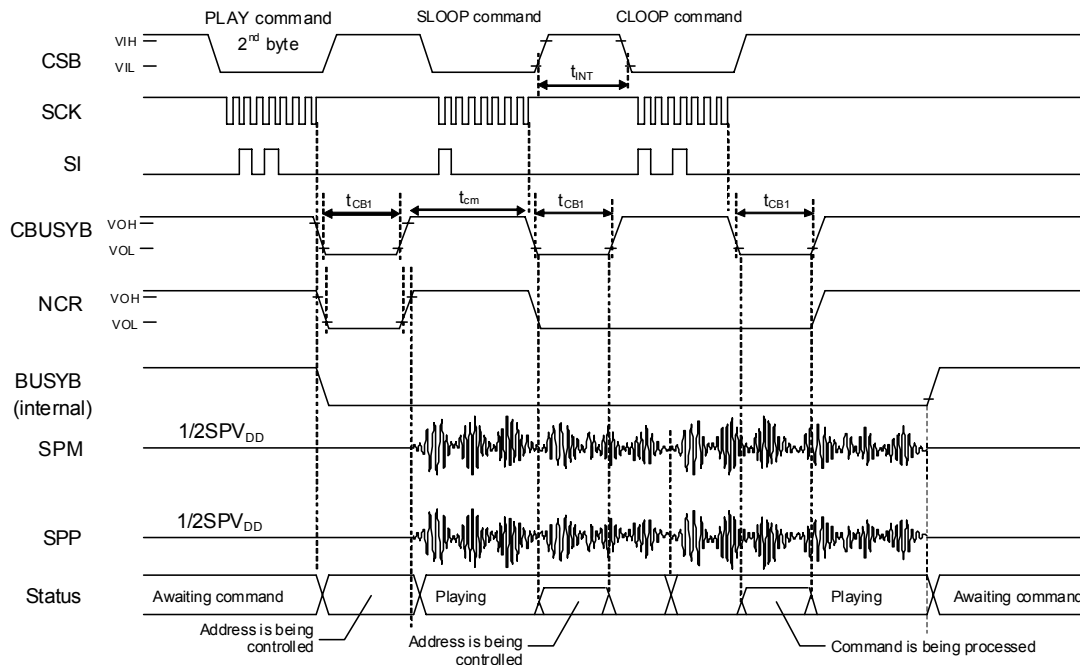 PLAY command
2nd byte
SLOOP command
CLOOP command
CSB
VIH
VIL
tINT
SCK
SI
tCB1
tcm
tCB1
tCB1
CBUSYB
VOH
VOL
NCR
VOH
VOL
BUSYB
(internal)
SPM
1/2SPVDD
SPP
1/2SPVDD
Status
Awaiting command
Playing
Playing
Awaiting command
Address is being
controlled
Address is being
controlled
Command is being processed